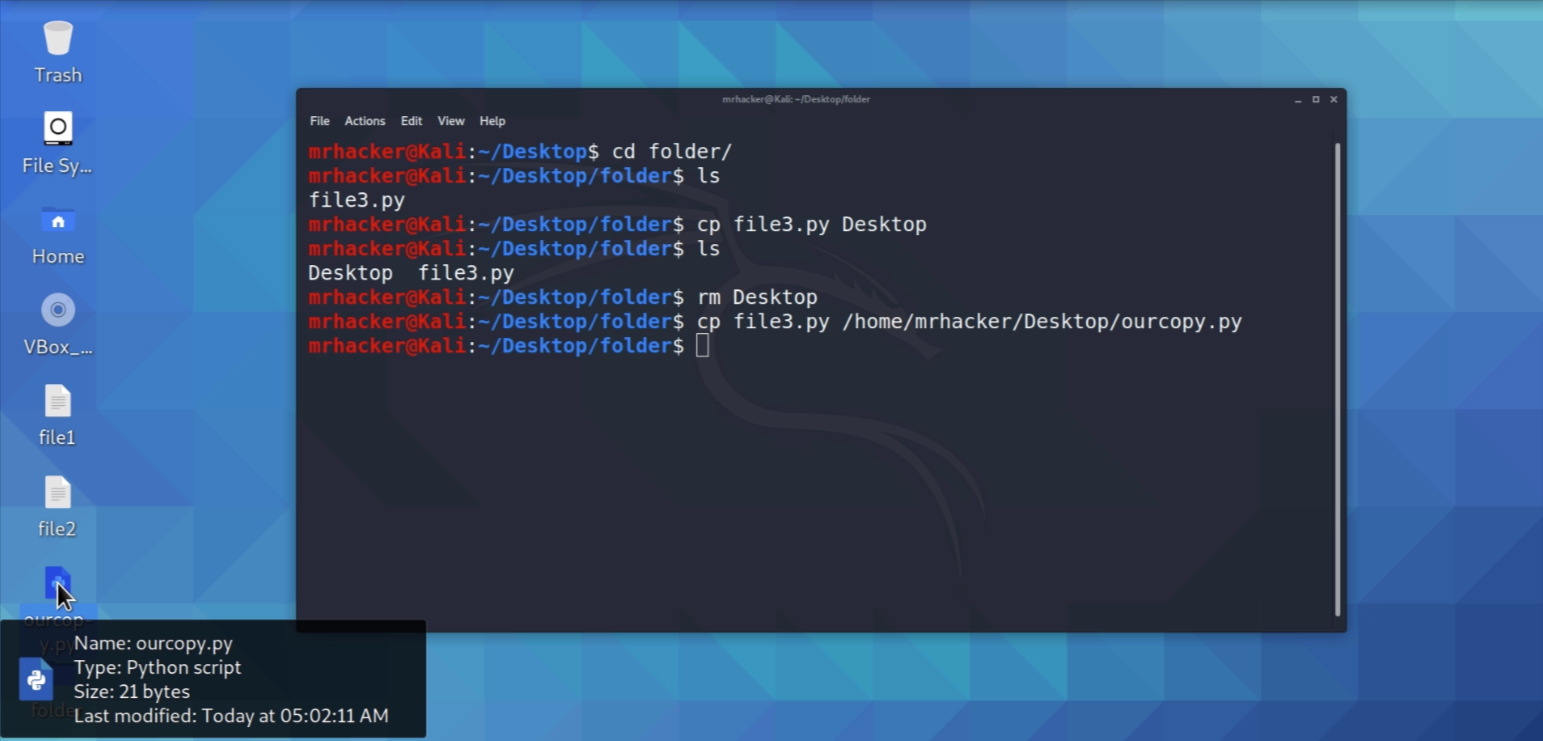 Trash
File Sy...
Home
VBox_...
file1
file2
ourcop-
y.py
folder
mrhacker@Kali: ~/Desktop/folder
File Actions Edit View Help
mrhacker@Kali:~/Desktop$ cd folder/
mrhacker@Kali:~/Desktop/folder$ ls
file3.py
mrhacker@Kali:~/Desktop/folder$ cp file3.py Desktop
mrhacker@Kali:~/Desktop/folder$ ls
Desktop file3.py
mrhacker@Kali:~/Desktop/folder$ rm Desktop
mrhacker@Kali:~/Desktop/folder$ cp file3.py /home/mrhacker/Desktop/ourcopy.py
mrhacker@Kali:~/Desktop/folder$
Name: ourcopy.py
Type: Python script
Size: 21 bytes
Last modified: Today at 05:02:11 AM